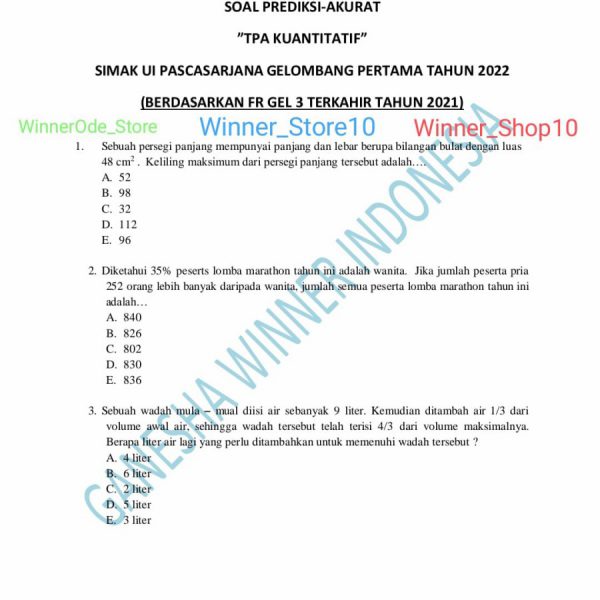 SOAL PREDIKSI-AKURAT
"TPA KUANTITATIF"
SIMAK UI PASCASARJANA GELOMBANG PERTAMA TAHUN 2022
(BERDASARKAN FR GEL 3 TERKAHIR TAHUN 2021)
WinnerOde_Store Winner_Store10 Winner_Shop10
1. Sebuah persegi panjang mempunyai panjang dan lebar berupa bilangan bulat dengan luas
48 cm². Keliling maksimum dari persegi panjang tersebut adalah....
A. 52
B. 98
C. 32
D. 112
E. 96
2. Diketahui 35% peserts lomba marathon tahun ini adalah wanita. Jika jumlah peserta pria
252 orang lebih banyak daripada wanita, jumlah semua peserta lomba marathon tahun ini
adalah…
A. 840
B. 826
C. 802
D. 830
E. 836
3. Sebuah wadah mula – mual diisi air sebanyak 9 liter. Kemudian ditambah air 1/3 dari
volume awal air, sehingga wadah tersebut telah terisi 4/3 dari volume maksimalnya.
Berapa liter air lagi yang perlu ditambahkan untuk memenuhi wadah tersebut ?
A. 4 liter
B. 6 liter
C. 2 liter
D. 5 liter
E. 3 liter
GANESHA WINNER INDONESIA